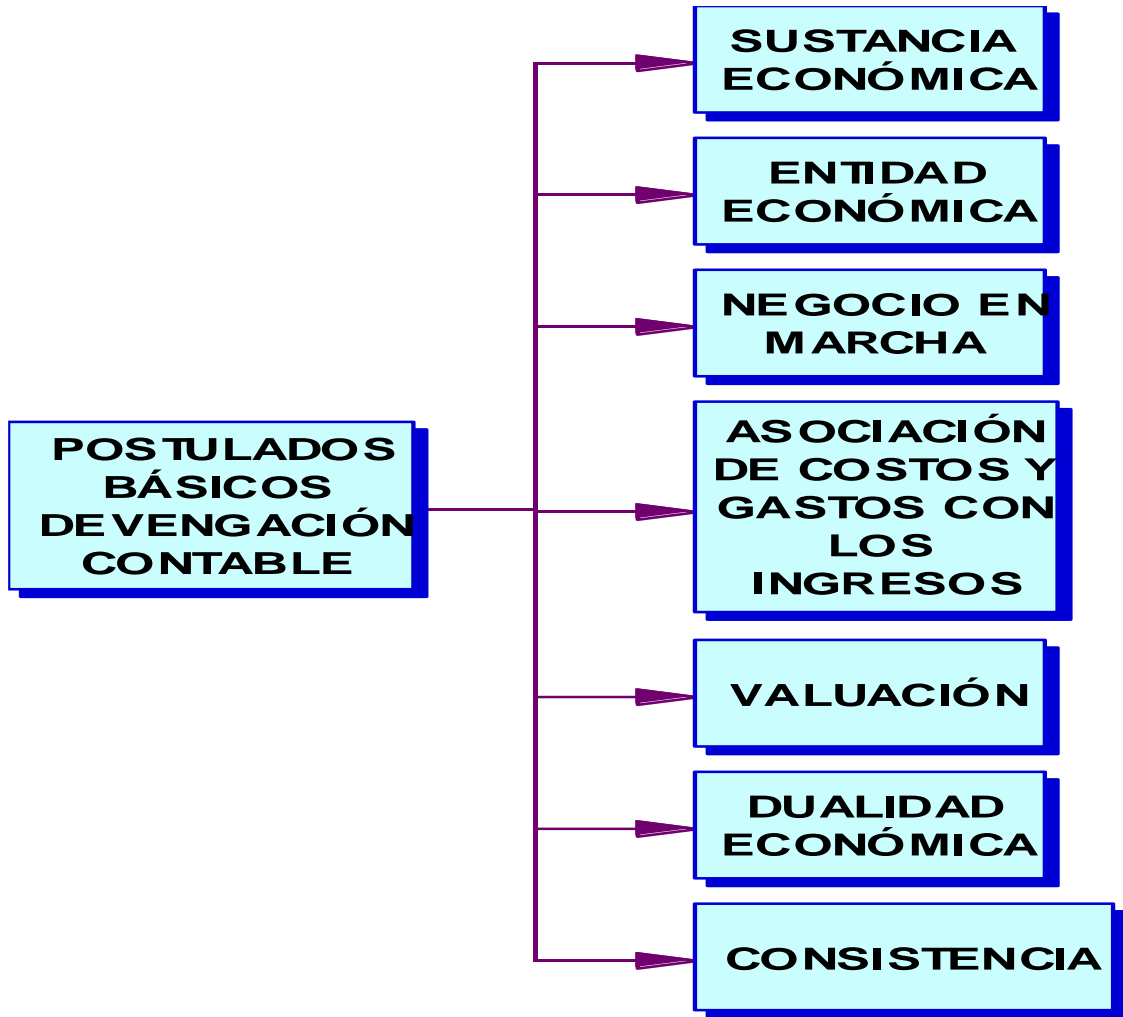 POSTULADOS
BÁSICOS
DEVENGACIÓN
CONTABLE
SUSTANCIA
ECONÓMICA
ENTIDAD
ECONÓMICA
NEGOCIO EN
MARCHA
ASOCIACIÓN
DE COSTOS Y
GASTOS CON
LOS
INGRESOS
VALUACIÓN
DUALIDAD
ECONÓMICA
CONSISTENCIA